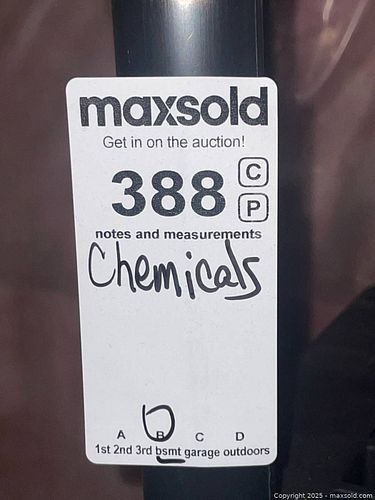 maxsold
Get in on the auction!
388 C
P
notes and measurements
Chemicals
A B C D
1st 2nd 3rd bsmt garage outdoors
Copyright © 2025 - maxsold.com